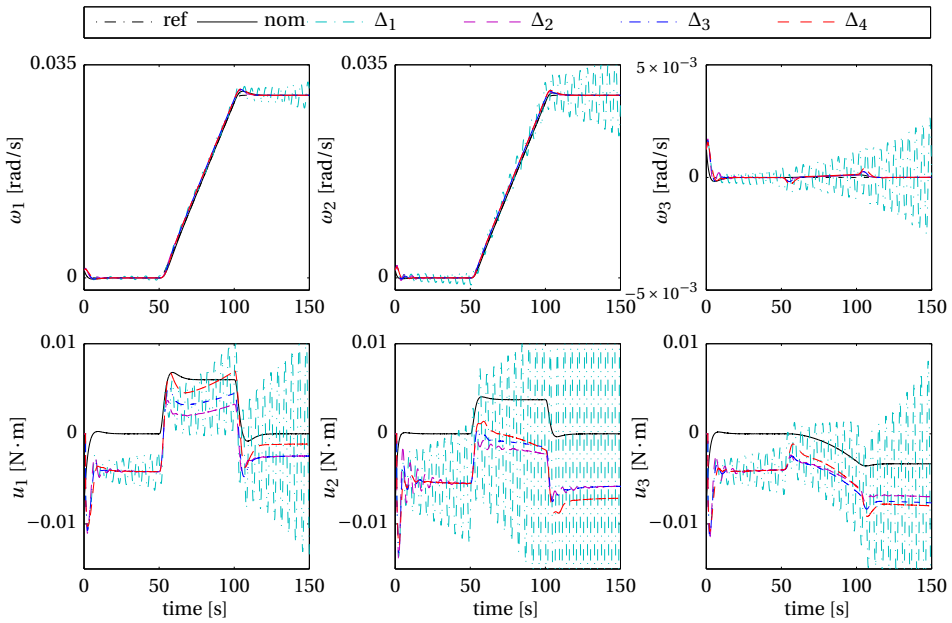 ref nom Δ₁ Δ₂ Δ₃ Δ₄
0.035 0.035 5 × 10⁻³
ω₁ [rad/s] ω₂ [rad/s] ω₃ [rad/s]
0
0 0 −5 × 10⁻³
0 50 100 150 0 50 100 150 0 50 100 150
0.01 0.01 0.01
u₁ [N · m] u₂ [N · m] u₃ [N · m]
0 0 0
−0.01 −0.01 −0.01
0 50 100 150 0 50 100 150 0 50 100 150
time [s] time [s] time [s]